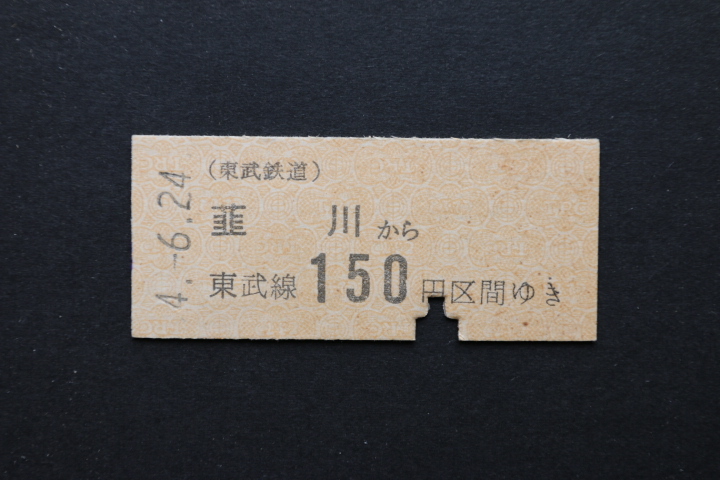 (東武鉄道)
韮川から
東武線150円区間ゆき
4.-6.24